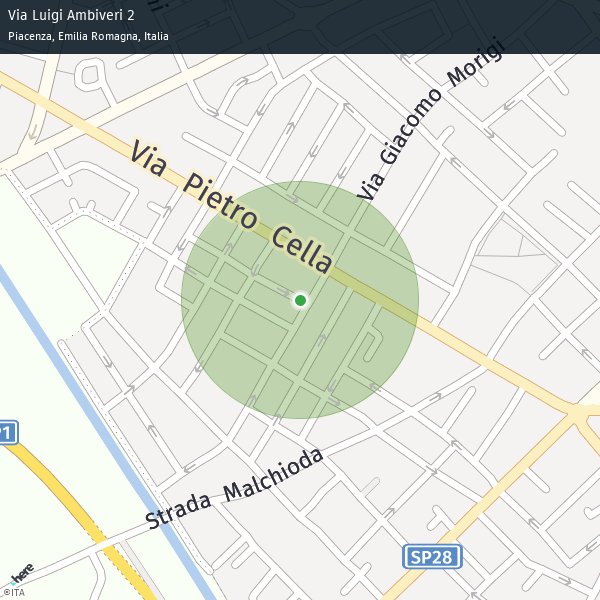 Via Luigi Ambiveri 2
Piacenza, Emilia Romagna, Italia
Via Giacomo Morigi
Via Pietro Cella
Strada Malchioda
SP28
here
©ITA